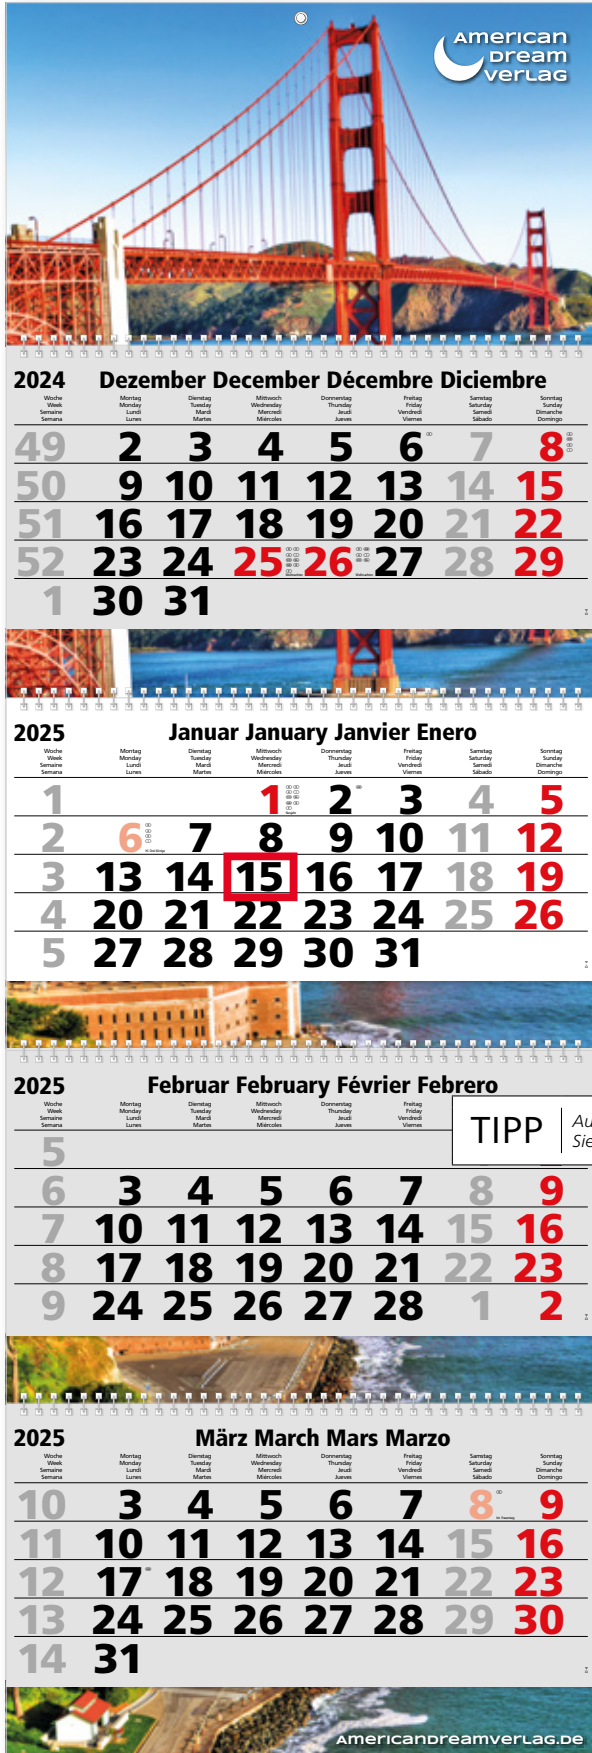 American
Dream
Verlag
2024 Dezember December Décembre Diciembre
Woche Montag Dienstag Mittwoch Donnerstag Freitag Samstag Sonntag
Week Monday Tuesday Wednesday Thursday Friday Saturday Sunday
Semaine Lundi Mardi Mercredi Jeudi Vendredi Samedi Dimanche
Semana Lunes Martes Miércoles Jueves Viernes Sábado Domingo
49 2 3 4 5 6 7 8
50 9 10 11 12 13 14 15
51 16 17 18 19 20 21 22
52 23 24 25 26 27 28 29
1 30 31
2025 Januar January Janvier Enero
Woche Montag Dienstag Mittwoch Donnerstag Freitag Samstag Sonntag
Week Monday Tuesday Wednesday Thursday Friday Saturday Sunday
Semaine Lundi Mardi Mercredi Jeudi Vendredi Samedi Dimanche
Semana Lunes Martes Miércoles Jueves Viernes Sábado Domingo
1 1 2 3 4 5
2 6 7 8 9 10 11 12
3 13 14 15 16 17 18 19
4 20 21 22 23 24 25 26
5 27 28 29 30 31
2025 Februar February Février Febrero
Woche Montag Dienstag Mittwoch Donnerstag Freitag Samstag Sonntag
Week Monday Tuesday Wednesday Thursday Friday
Semaine Lundi Mardi Mercredi Jeudi Vendredi
Semana Lunes Martes Miércoles Jueves Viernes
TIPP Au
Sie
5
6 3 4 5 6 7 8 9
7 10 11 12 13 14 15 16
8 17 18 19 20 21 22 23
9 24 25 26 27 28 1 2
2025 März March Mars Marzo
Woche Montag Dienstag Mittwoch Donnerstag Freitag Samstag Sonntag
Week Monday Tuesday Wednesday Thursday Friday Saturday Sunday
Semaine Lundi Mardi Mercredi Jeudi Vendredi Samedi Dimanche
Semana Lunes Martes Miércoles Jueves Viernes Sábado Domingo
10 3 4 5 6 7 8 9
11 10 11 12 13 14 15 16
12 17 18 19 20 21 22 23
13 24 25 26 27 28 29 30
14 31
americandreamverlag.de